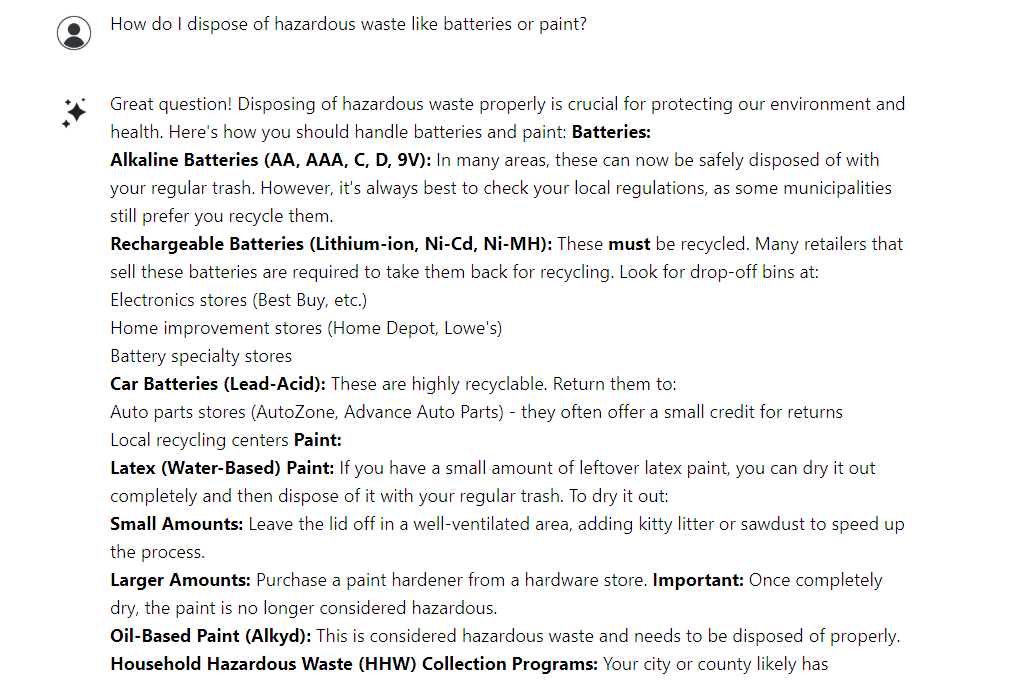 How do I dispose of hazardous waste like batteries or paint?
Great question! Disposing of hazardous waste properly is crucial for protecting our environment and
health. Here's how you should handle batteries and paint: Batteries:
Alkaline Batteries (AA, AAA, C, D, 9V): In many areas, these can now be safely disposed of with
your regular trash. However, it's always best to check your local regulations, as some municipalities
still prefer you recycle them.
Rechargeable Batteries (Lithium-ion, Ni-Cd, Ni-MH): These must be recycled. Many retailers that
sell these batteries are required to take them back for recycling. Look for drop-off bins at:
Electronics stores (Best Buy, etc.)
Home improvement stores (Home Depot, Lowe's)
Battery specialty stores
Car Batteries (Lead-Acid): These are highly recyclable. Return them to:
Auto parts stores (AutoZone, Advance Auto Parts) - they often offer a small credit for returns
Local recycling centers Paint:
Latex (Water-Based) Paint: If you have a small amount of leftover latex paint, you can dry it out
completely and then dispose of it with your regular trash. To dry it out:
Small Amounts: Leave the lid off in a well-ventilated area, adding kitty litter or sawdust to speed up
the process.
Larger Amounts: Purchase a paint hardener from a hardware store. Important: Once completely
dry, the paint is no longer considered hazardous.
Oil-Based Paint (Alkyd): This is considered hazardous waste and needs to be disposed of properly.
Household Hazardous Waste (HHW) Collection Programs: Your city or county likely has